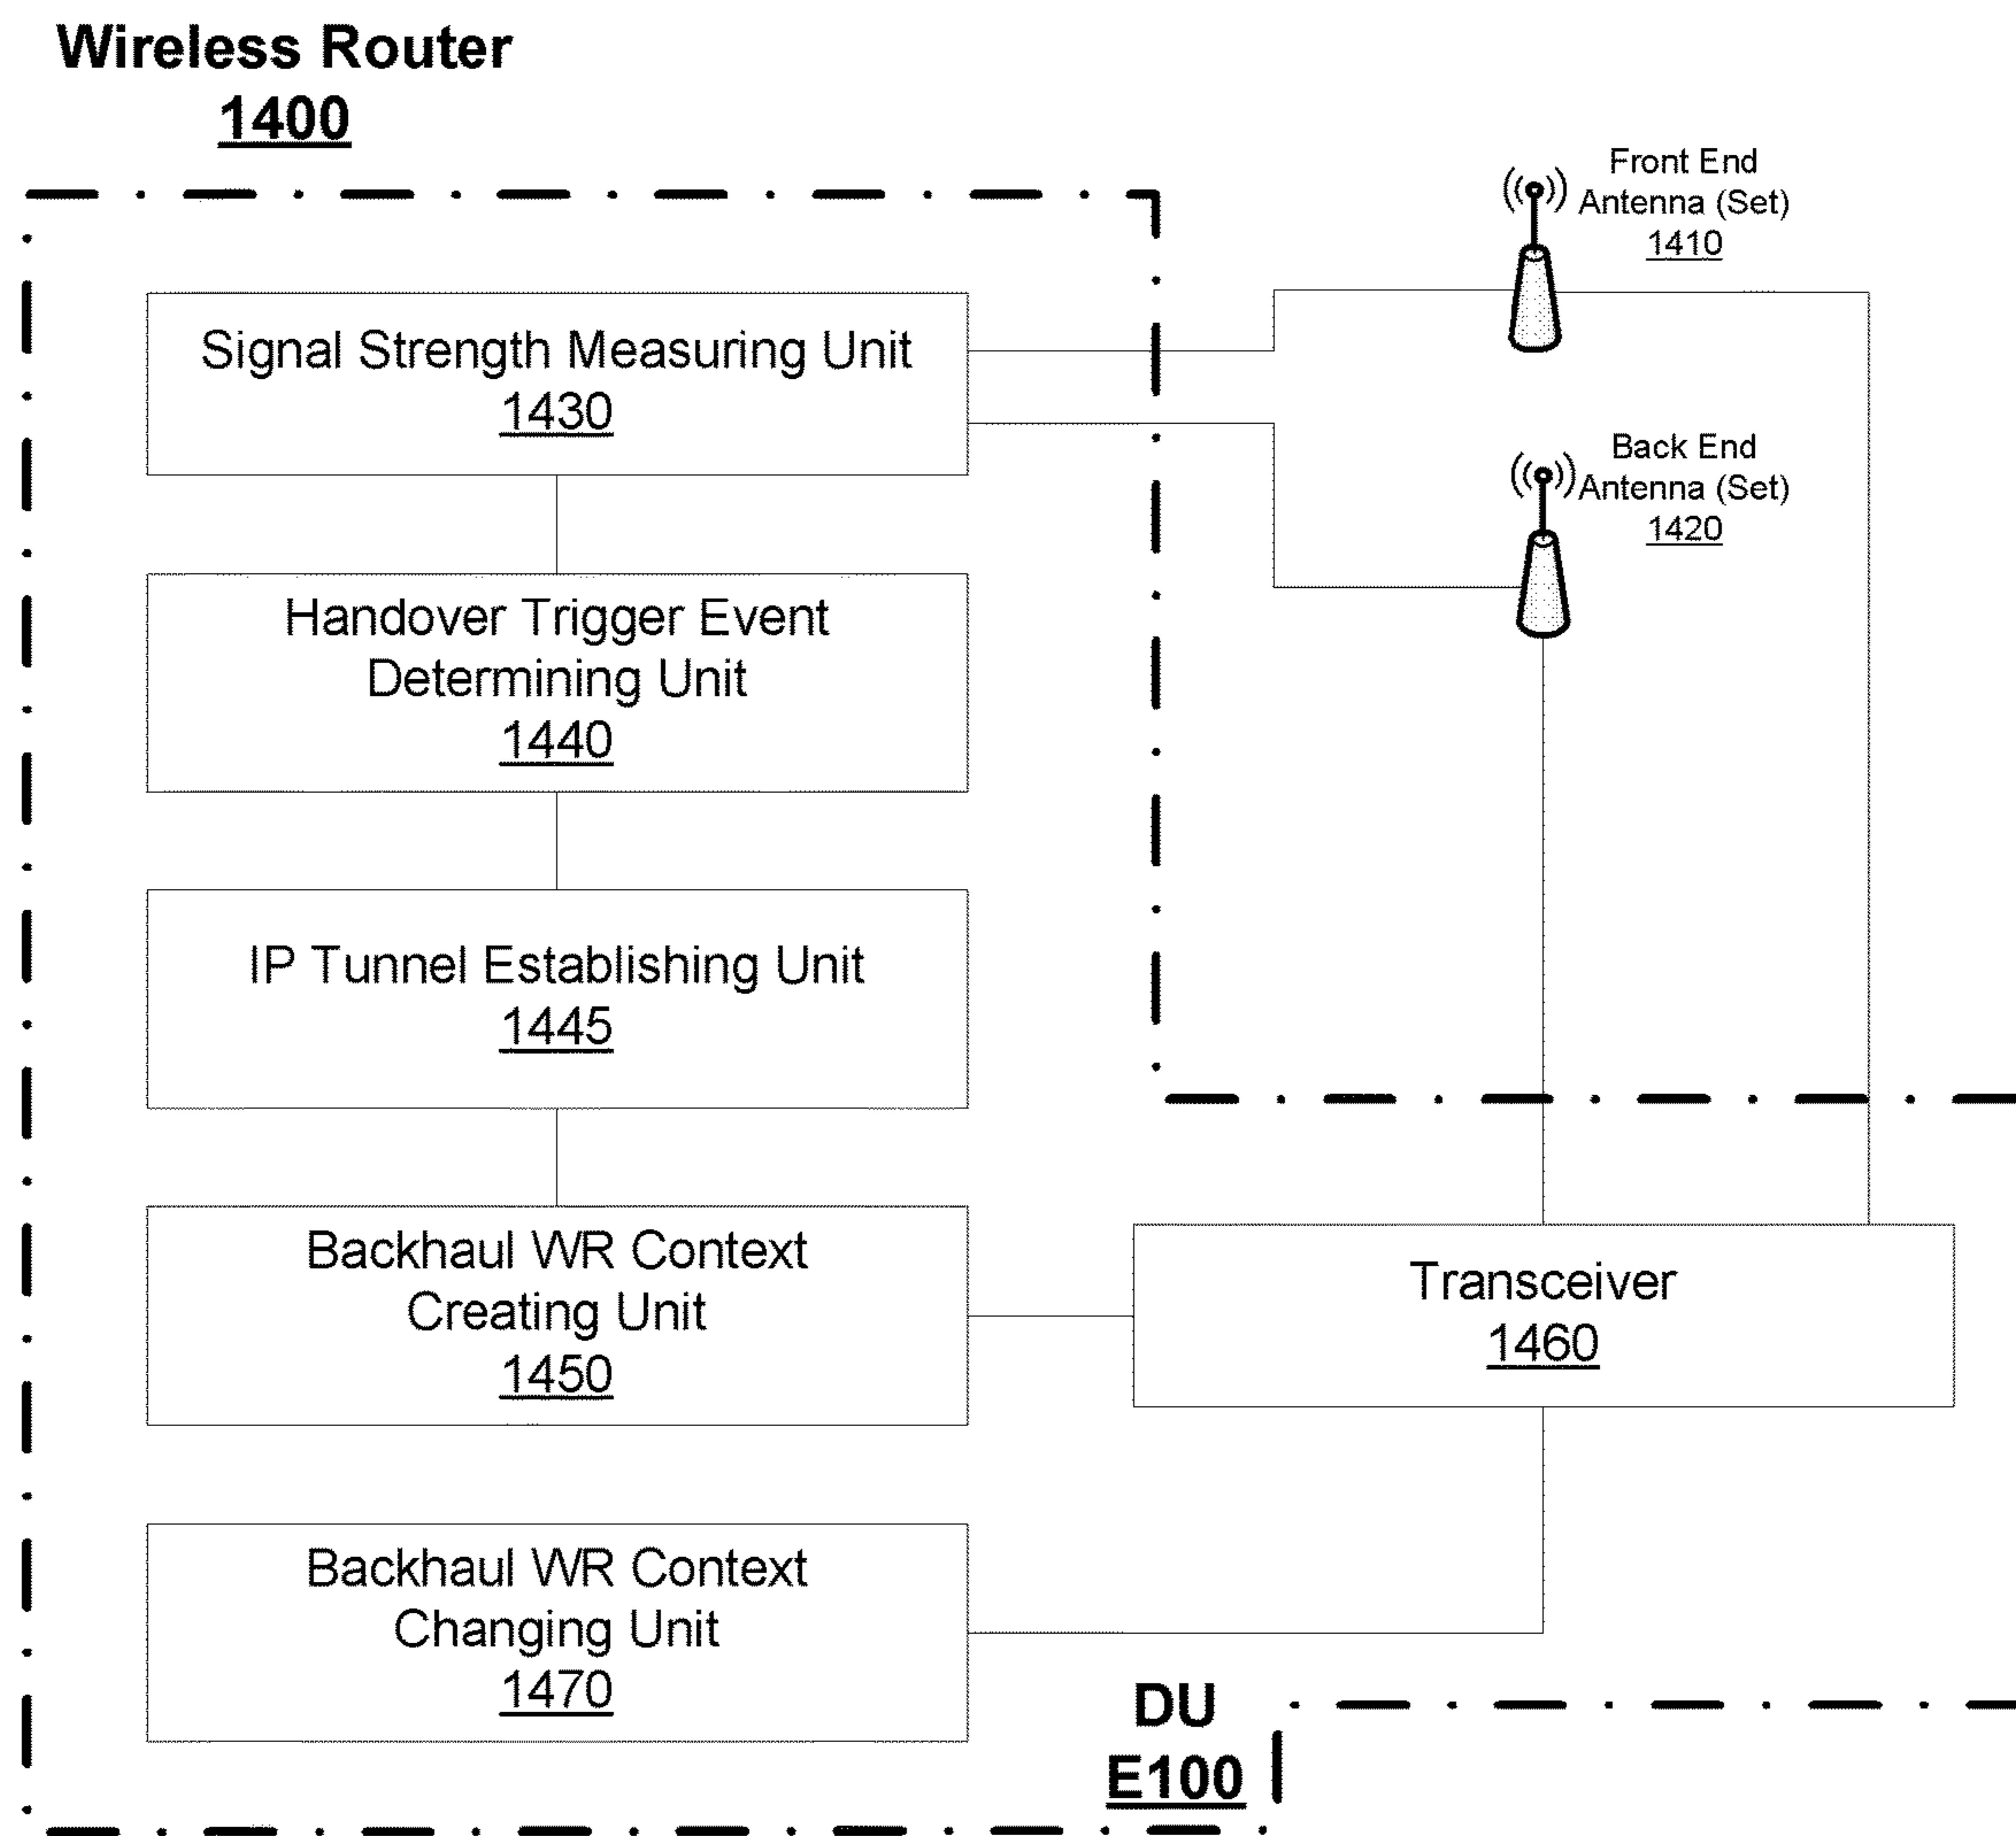 Wireless Router
1400
Front End
Antenna (Set)
1410
Signal Strength Measuring Unit
1430
Back End
Antenna (Set)
1420
Handover Trigger Event
Determining Unit
1440
IP Tunnel Establishing Unit
1445
Backhaul WR Context
Creating Unit
1450
Transceiver
1460
Backhaul WR Context
Changing Unit
1470
DU
E100